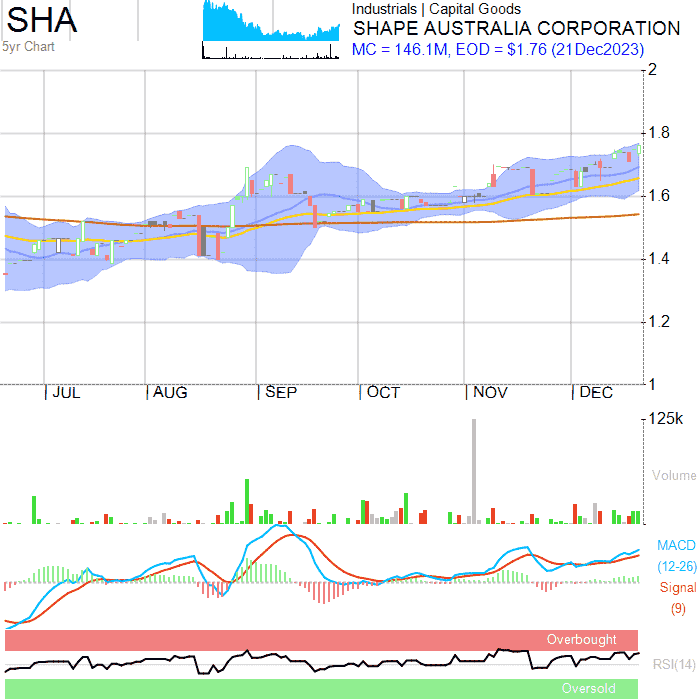 SHA
5yr Chart
Industrials | Capital Goods
SHAPE AUSTRALIA CORPORATION
MC = 146.1M, EOD = $1.76 (21Dec2023)
2
1.8
1.6
1.4
1.2
1
JUL AUG SEP OCT NOV DEC
125k
Volume
MACD
(12-26)
Signal
(9)
Overbought
RSI(14)
Oversold